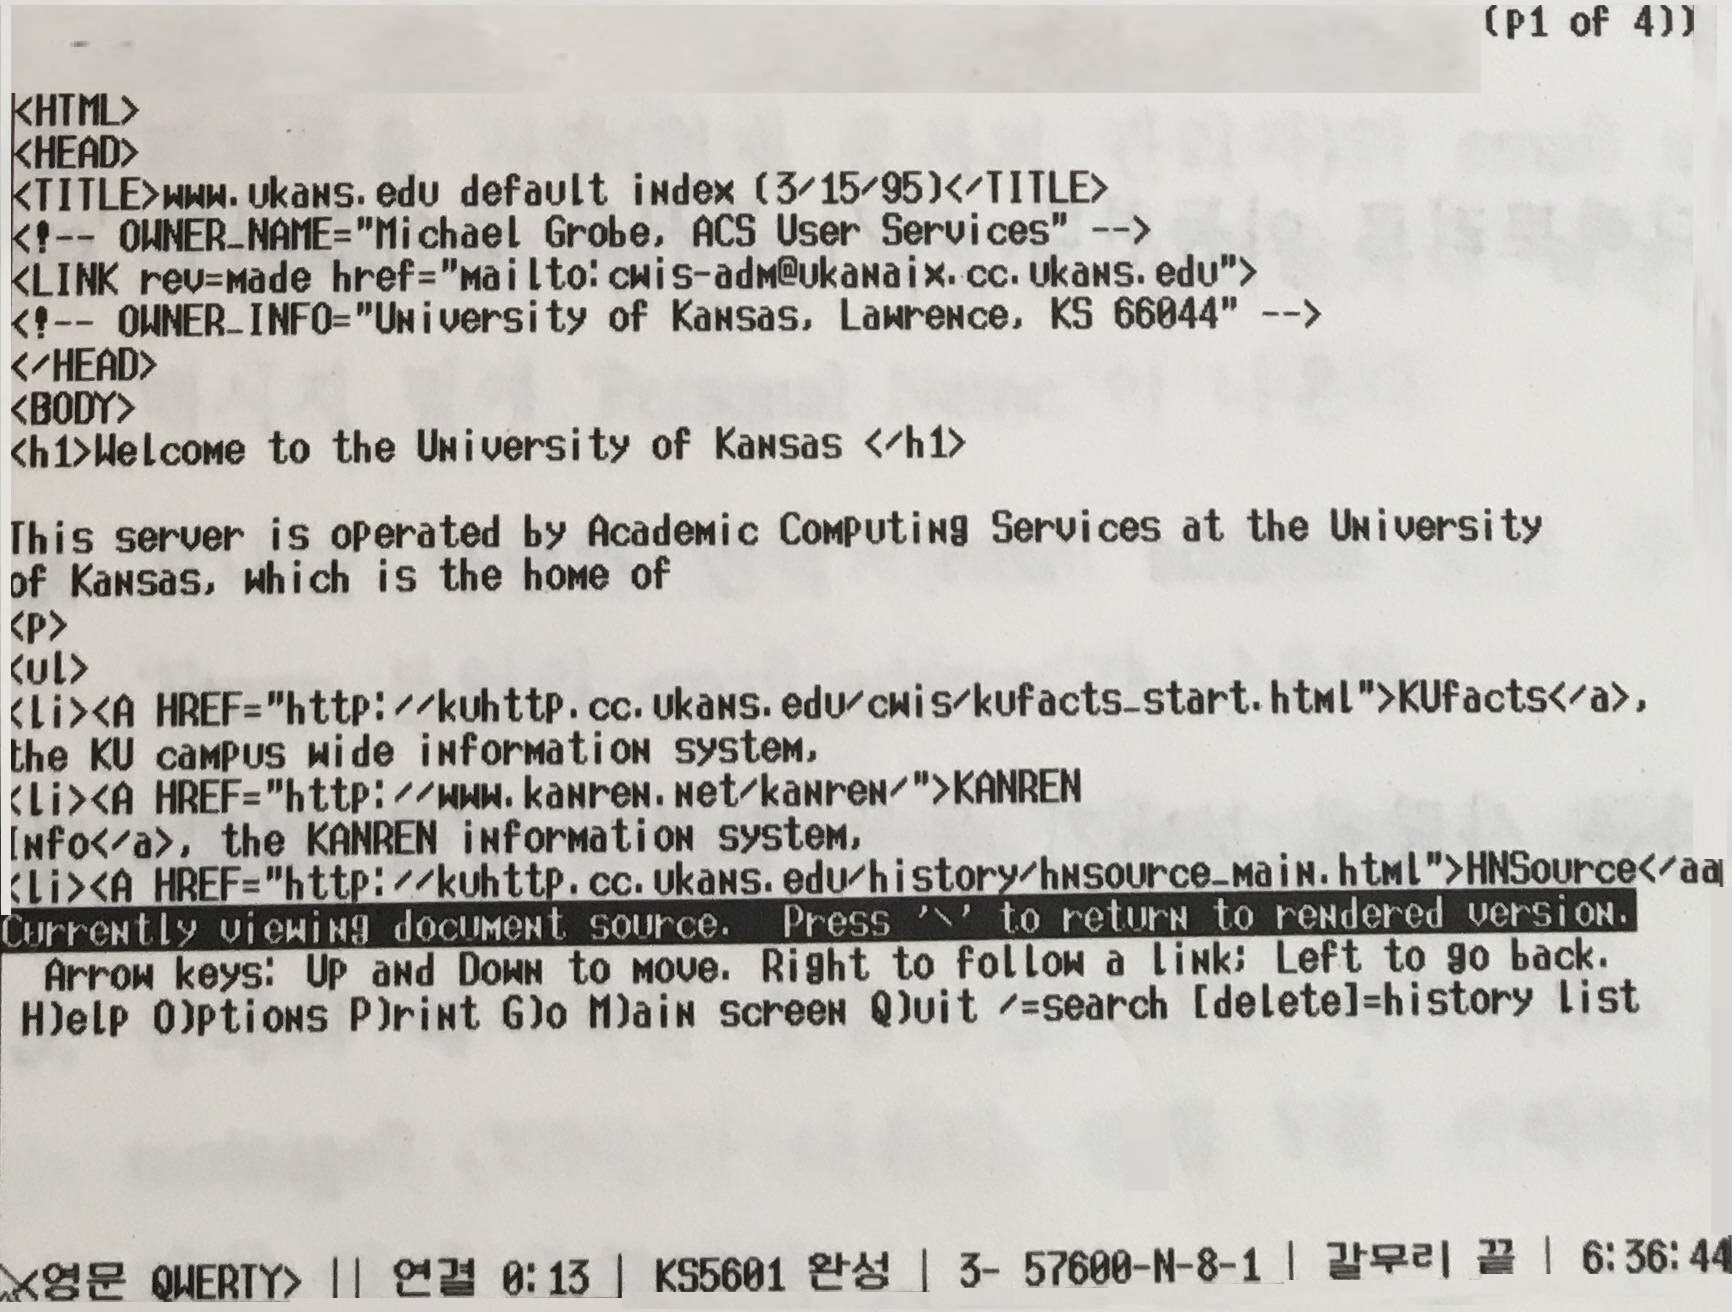 (p1 of 4))
<HTML>
<HEAD>
<TITLE>www.ukans.edu default index (3/15/95)</TITLE>
<!-- OWNER_NAME="Michael Grobe, ACS User Services" -->
<LINK rev=made href="mailto:cwis-adm@ukanaix.cc.ukans.edu">
<!-- OWNER_INFO="University of Kansas, Lawrence, KS 66044" -->
</HEAD>
<BODY>
<h1>Welcome to the University of Kansas </h1>
This server is operated by Academic Computing Services at the University
of Kansas, which is the home of
<p>
<ul>
<li><A HREF="http://kuhttp.cc.ukans.edu/cwis/kufacts_start.html">KUfacts</a>,
the KU campus wide information system,
<li><A HREF="http://www.kanren.net/kanren/">KANREN
Info</a>, the KANREN information system,
<li><A HREF="http://kuhttp.cc.ukans.edu/history/hnsource_main.html">HNSource</aa
Currently viewing document source.  Press '\' to return to rendered version.
Arrow keys: Up and Down to move. Right to follow a link; Left to go back.
H)elp O)ptions P)rint G)o M)ain screen Q)uit /=search [delete]=history list
<영문 QWERTY> || 연결 0:13 | KS5601 완성 | 3- 57600-N-8-1 | 갈무리 끝 | 6:36:44